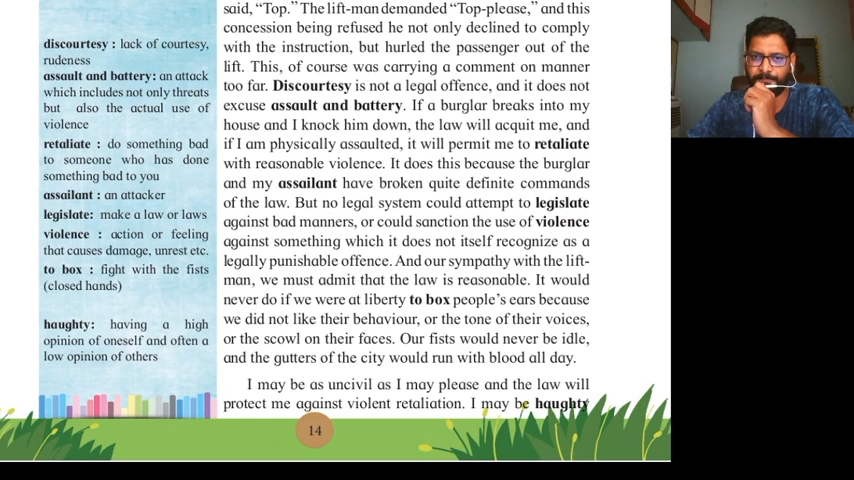 discourtesy : lack of courtesy,
rudeness
assault and battery: an attack
which includes not only threats
but also the actual use of
violence
retaliate : do something bad
to someone who has done
something bad to you
assailant : an attacker
legislate: make a law or laws
violence : action or feeling
that causes damage, unrest etc.
to box : fight with the fists
(closed hands)
haughty: having a high
opinion of oneself and often a
low opinion of others
said, “Top.” The lift-man demanded “Top-please,” and this
concession being refused he not only declined to comply
with the instruction, but hurled the passenger out of the
lift. This, of course was carrying a comment on manner
too far. Discourtesy is not a legal offence, and it does not
excuse assault and battery. If a burglar breaks into my
house and I knock him down, the law will acquit me, and
if I am physically assaulted, it will permit me to retaliate
with reasonable violence. It does this because the burglar
and my assailant have broken quite definite commands
of the law. But no legal system could attempt to legislate
against bad manners, or could sanction the use of violence
against something which it does not itself recognize as a
legally punishable offence. And our sympathy with the lift-
man, we must admit that the law is reasonable. It would
never do if we were at liberty to box people’s ears because
we did not like their behaviour, or the tone of their voices,
or the scowl on their faces. Our fists would never be idle,
and the gutters of the city would run with blood all day.
I may be as uncivil as I may please and the law will
protect me against violent retaliation. I may be haughty
14